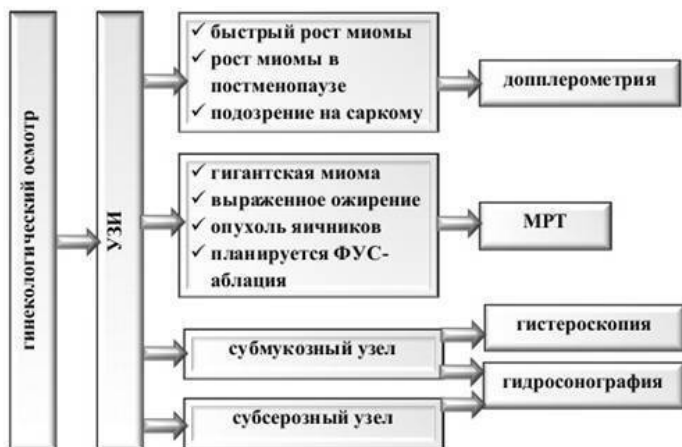 гинекологический осмотр
УЗИ
✓ быстрый рост миомы
✓ рост миомы в
постменопаузе
✓ подозрение на саркому
допплерометрия
✓ гигантская миома
✓ выраженное ожирение
✓ опухоль яичников
✓ планируется ФУС-
аблация
МРТ
субмукозный узел
гистероскопия
гидросонография
субсерозный узел